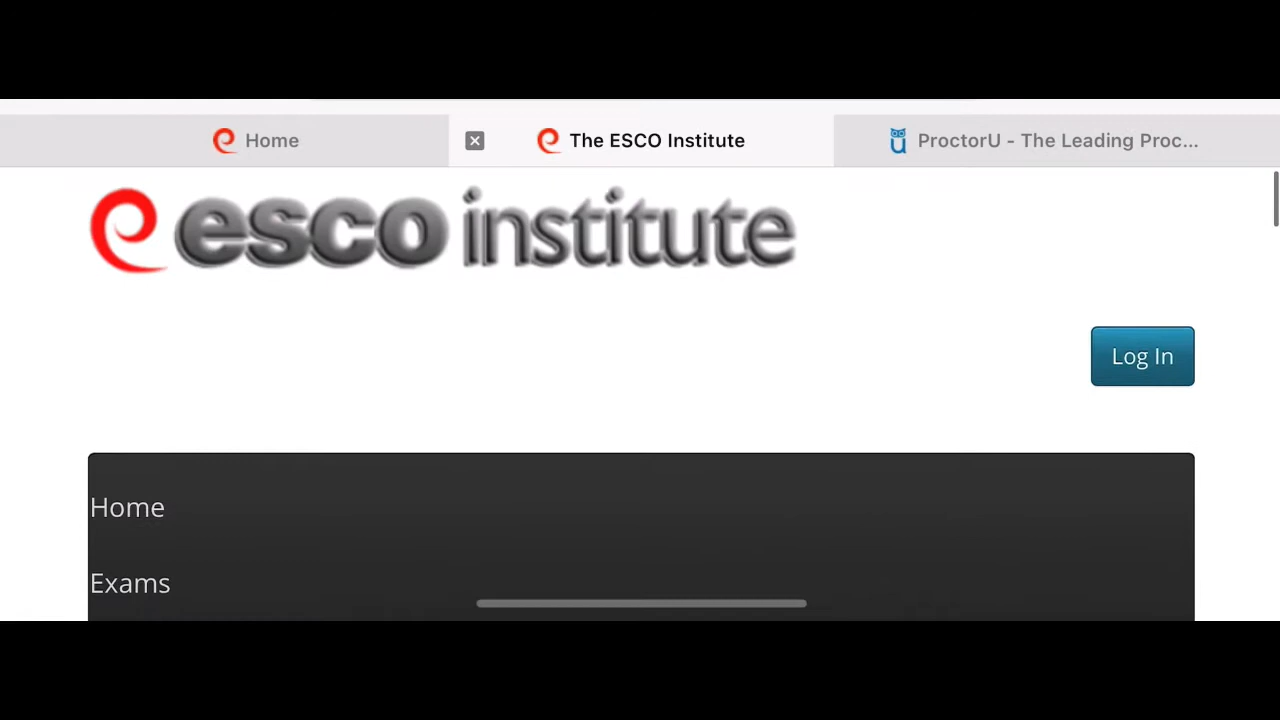 Home
The ESCO Institute
ProctorU - The Leading Proc...
esco institute
Log In
Home
Exams